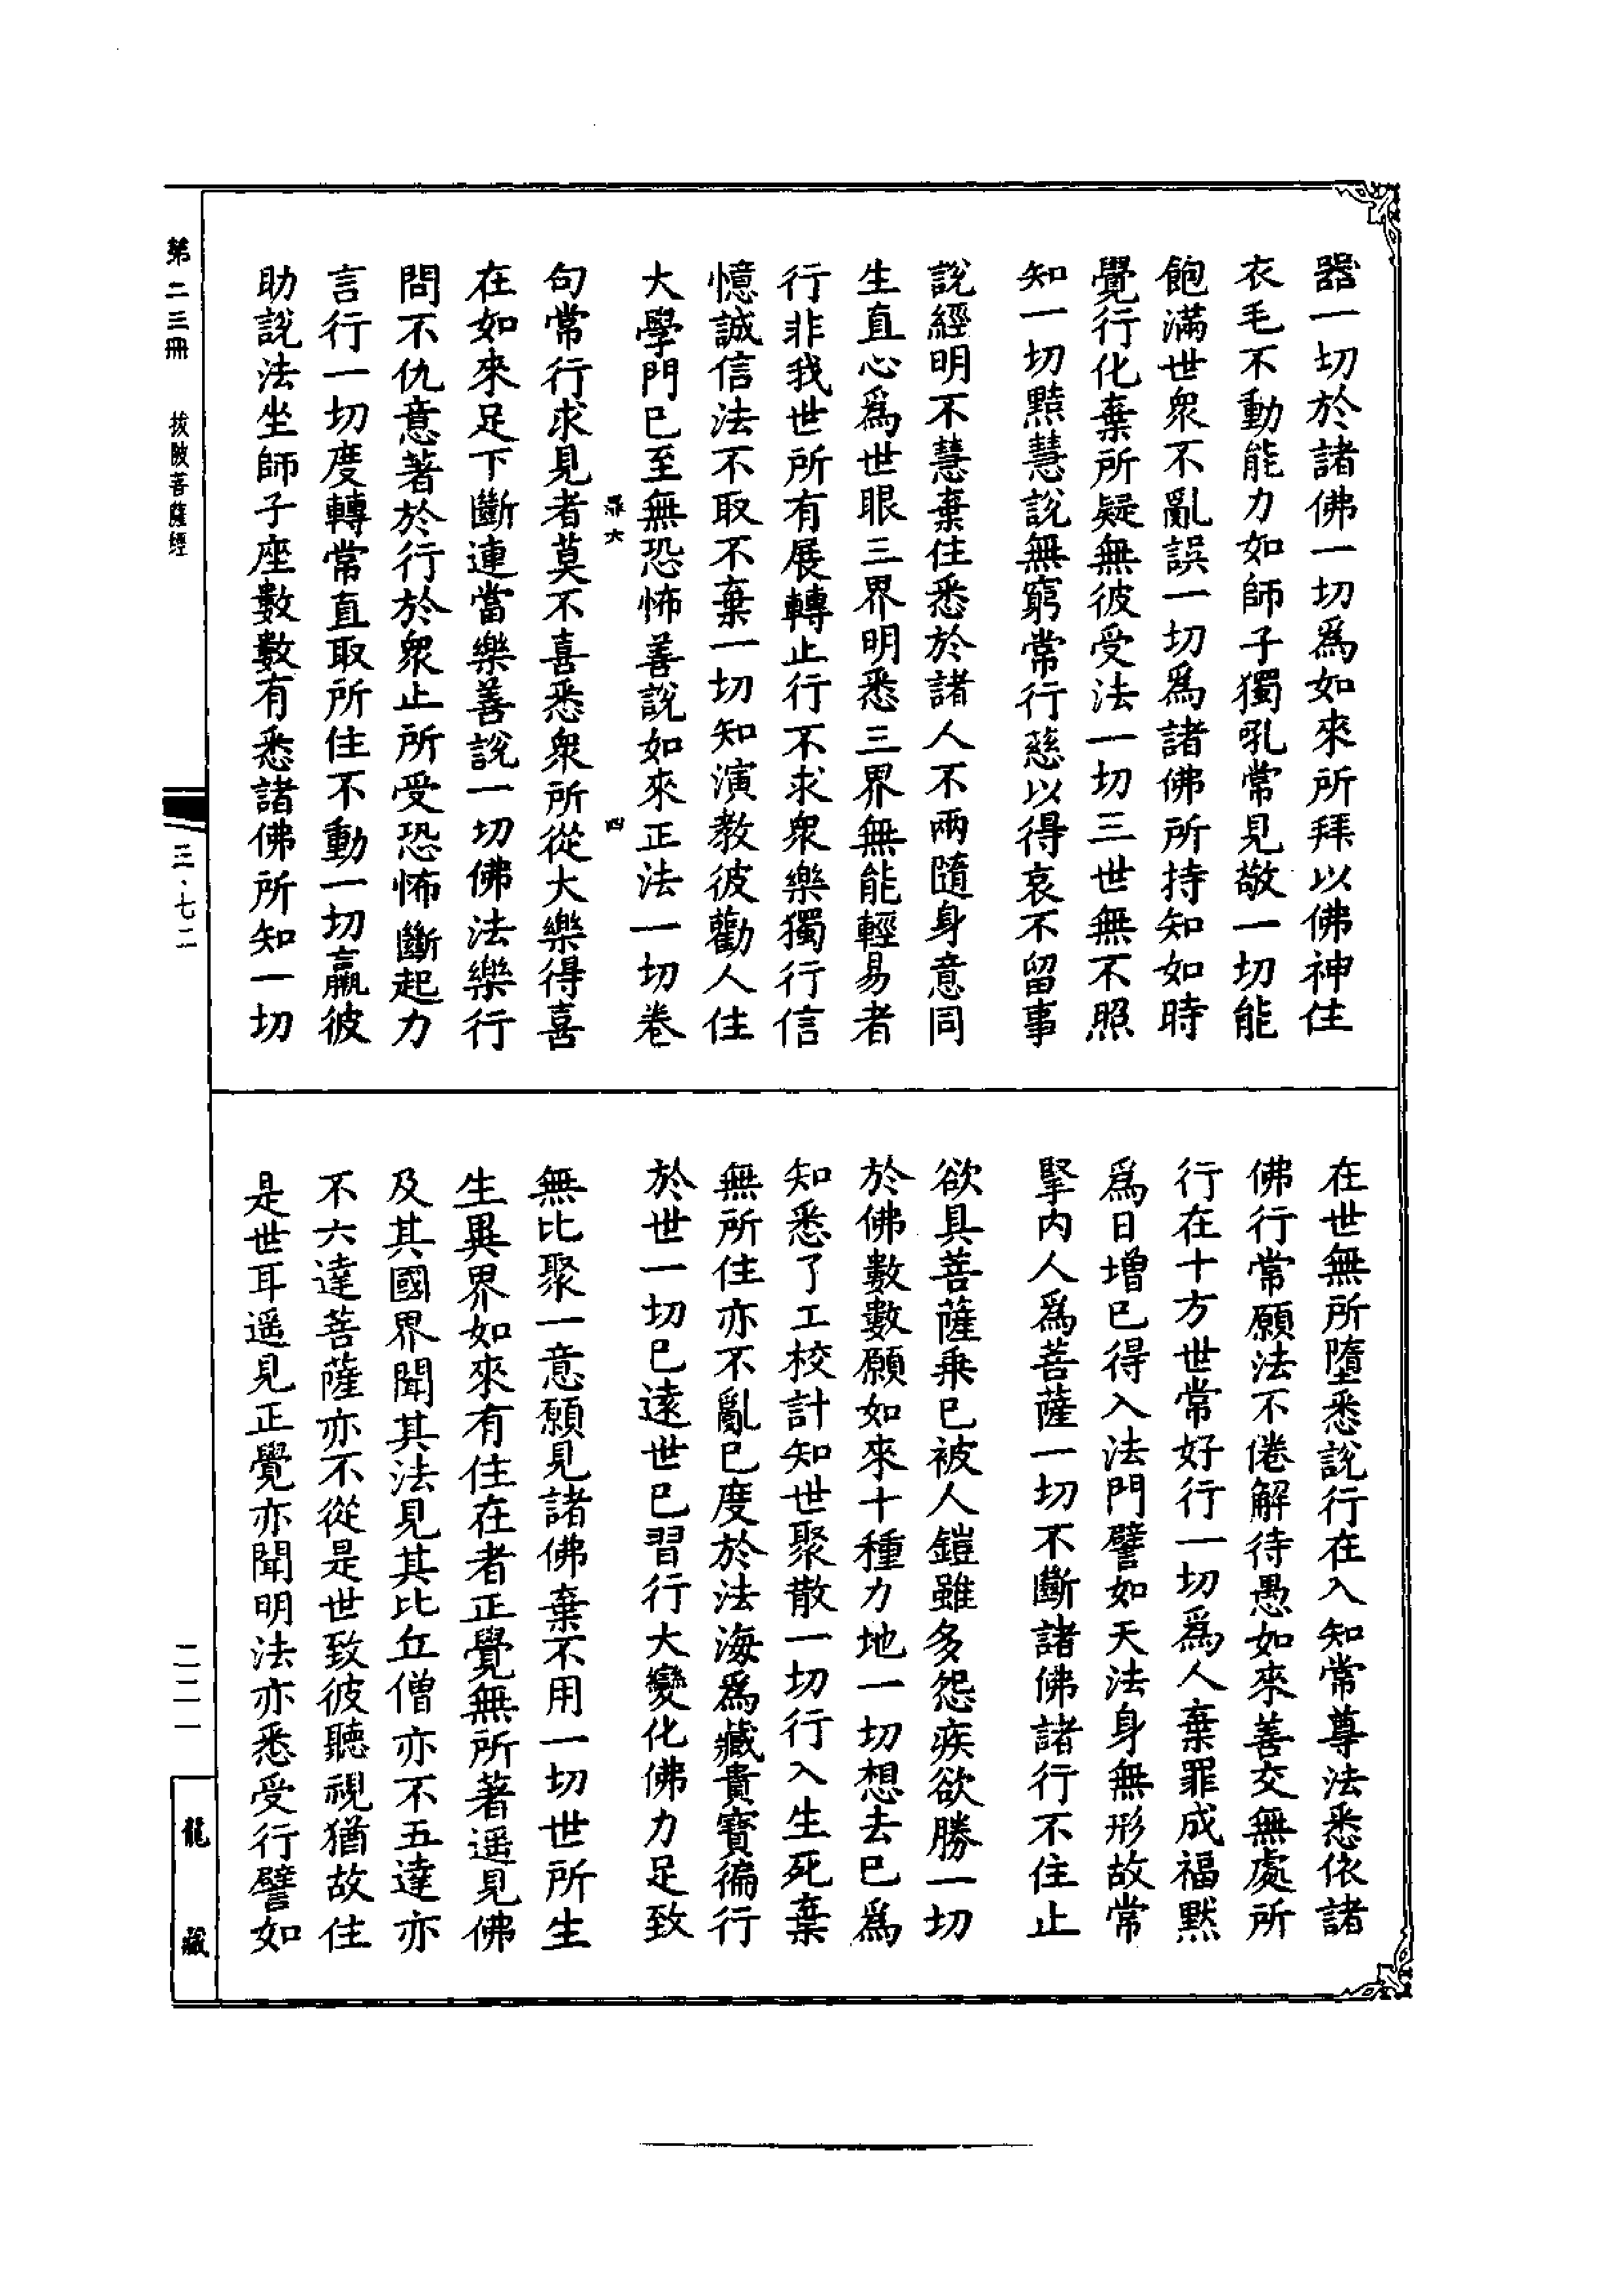 器一切於諸佛一切為如來所拜以佛神住
衣毛不動能力如師子獨吼常見敬一切能
飽滿世衆不亂誤一切爲諸佛所持知如時
覺行化棄所疑無彼受法一切三世無不照
知一切黠慧說無窮常行慈以得哀不留事
說經明不慧棄住悉於諸人不兩隨身意同
生直心爲世眼三界明悉三界無能輕易者
行非我世所有展轉止行不求衆樂獨行信
憶誠信法不取不棄一切知演教彼勸人住
大學門已至無恐怖善說如來正法一切卷
大 四
句常行求見者莫不喜悉衆所從大樂得喜
在如來足下斷連當樂善說一切佛法樂行
問不仇意著於行於衆止所受恐怖斷起力
言行一切度轉常直取所住不動一切羸彼
助說法坐師子座數數有悉諸佛所知一切
在世無所墮悉說行在入知常尊法悉依諸
佛行常願法不倦解待愚如來善交無處所
行在十方世常好行一切爲人棄罪成福默
爲日增已得入法門譬如天法身無形故常
掔内人爲菩薩一切不斷諸佛諸行不住止
欲具菩薩乘已被人鎧雖多怨疾欲勝一切
於佛數數願如來十種力地一切想去已爲
知悉了工校計知世聚散一切行入生死棄
無所住亦不亂已度於法海爲藏貴寶徧行
於世一切已遠世已習行大變化佛力足致
無比聚一意願見諸佛棄不用一切世所生
生異界如來有住在者正覺無所著遥見佛
及其國界聞其法見其比丘僧亦不五達亦
不六達菩薩亦不從是世致彼聽視猶故住
是世耳遥見正覺亦聞明法亦悉受行譬如
第二三冊 拔陂菩薩經
三·七二
二二一
龍藏